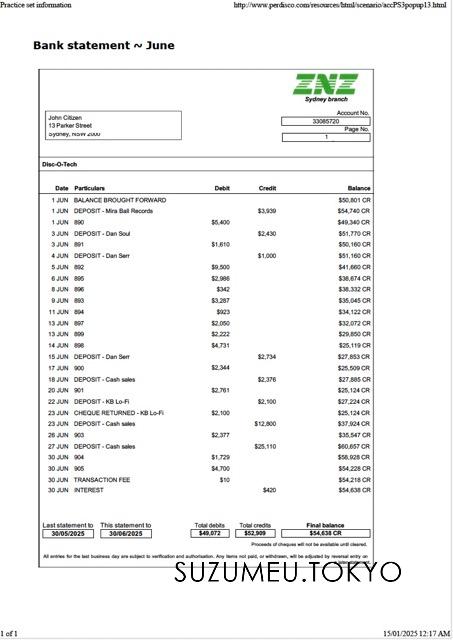 Practice set information http://www.perdisco.com/resources/html/scenario/accPS3popup13.html
Bank statement ~ June
ZNZ
Sydney branch
Account No.
John Citizen 33085720
13 Parker Street Page No.
Sydney, NSW 2000 1
Disc-O-Tech
Date Particulars Debit Credit Balance
1 JUN BALANCE BROUGHT FORWARD $50,801 CR
1 JUN DEPOSIT - Mira Ball Records $3,939 $54,740 CR
1 JUN 890 $5,400 $49,340 CR
3 JUN DEPOSIT - Dan Soul $2,430 $51,770 CR
3 JUN 891 $1,610 $50,160 CR
4 JUN DEPOSIT - Dan Serr $1,000 $51,160 CR
5 JUN 892 $9,500 $41,660 CR
6 JUN 895 $2,986 $38,674 CR
8 JUN 896 $342 $38,332 CR
9 JUN 893 $3,287 $35,045 CR
11 JUN 894 $923 $34,122 CR
13 JUN 897 $2,050 $32,072 CR
13 JUN 899 $2,222 $29,850 CR
14 JUN 898 $4,731 $25,119 CR
15 JUN DEPOSIT - Dan Serr $2,734 $27,853 CR
17 JUN 900 $2,344 $25,509 CR
18 JUN DEPOSIT - Cash sales $2,376 $27,885 CR
20 JUN 901 $2,761 $25,124 CR
22 JUN DEPOSIT - KB Lo-Fi $2,100 $27,224 CR
23 JUN CHEQUE RETURNED - KB Lo-Fi $2,100 $25,124 CR
23 JUN DEPOSIT - Cash sales $12,800 $37,924 CR
26 JUN 903 $2,377 $35,547 CR
27 JUN DEPOSIT - Cash sales $25,110 $60,657 CR
30 JUN 904 $1,729 $58,928 CR
30 JUN 905 $4,700 $54,228 CR
30 JUN TRANSACTION FEE $10 $54,218 CR
30 JUN INTEREST $420 $54,638 CR
Last statement to This statement to Total debits Total credits Final balance
30/05/2025 30/06/2025 $49,072 $52,909 $54,638 CR
Proceeds of cheques will not be available until cleared.
All entries for the last business day are subject to verification and authorisation. Any items not paid, or withdrawn, will be adjusted by reversal entry on
statement.
SUZUMEU.TOKYO
1 of 1 15/01/2025 12:17 AM